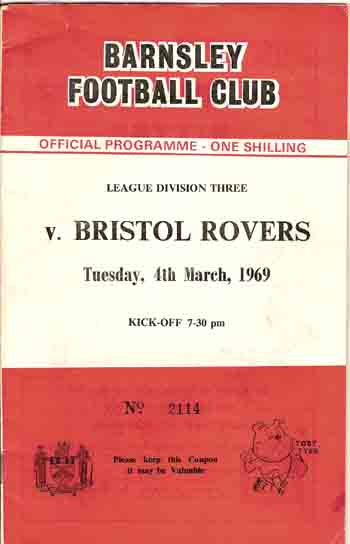 BARNSLEY
FOOTBALL CLUB
OFFICIAL PROGRAMME - ONE SHILLING
LEAGUE DIVISION THREE
v. BRISTOL ROVERS
Tuesday, 4th March, 1969
KICK-OFF 7-30 pm
Nº 2114
Please keep this Coupon
it may be Valuable
TOBY
TYKE